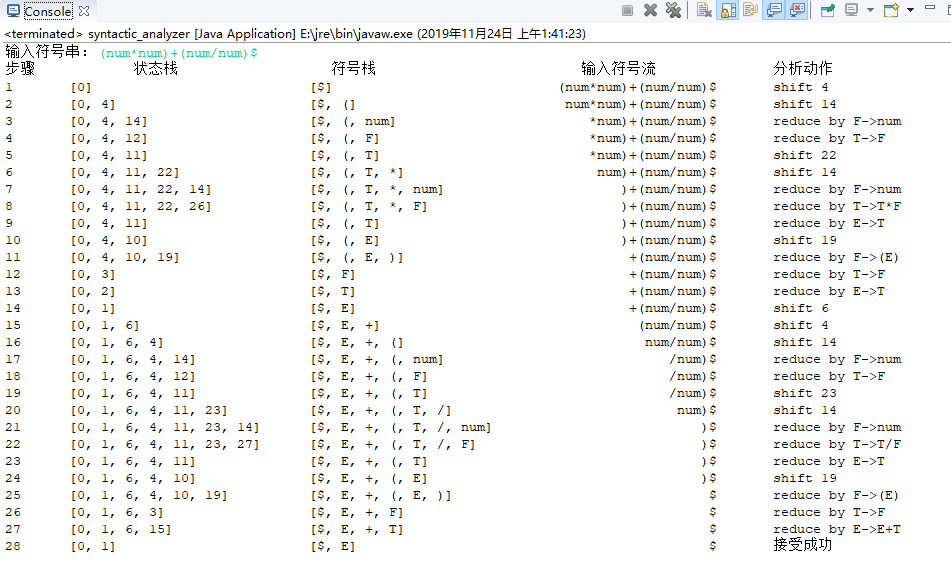 Console
<terminated> syntactic_analyzer [Java Application] E:\jre\bin\javaw.exe (2019年11月24日 上午1:41:23)
输入符号串: (num*num)+(num/num)$
步骤 状态栈 符号栈 输入符号流 分析动作
1 [0] [$] (num*num)+(num/num)$ shift 4
2 [0, 4] [$, (] num*num)+(num/num)$ shift 14
3 [0, 4, 14] [$, (, num] *num)+(num/num)$ reduce by F->num
4 [0, 4, 12] [$, (, F] *num)+(num/num)$ reduce by T->F
5 [0, 4, 11] [$, (, T] *num)+(num/num)$ shift 22
6 [0, 4, 11, 22] [$, (, T, *] num)+(num/num)$ shift 14
7 [0, 4, 11, 22, 14] [$, (, T, *, num] )+(num/num)$ reduce by F->num
8 [0, 4, 11, 22, 26] [$, (, T, *, F] )+(num/num)$ reduce by T->T*F
9 [0, 4, 11] [$, (, T] )+(num/num)$ reduce by E->T
10 [0, 4, 10] [$, (, E] )+(num/num)$ shift 19
11 [0, 4, 10, 19] [$, (, E, )] +(num/num)$ reduce by F->(E)
12 [0, 3] [$, F] +(num/num)$ reduce by T->F
13 [0, 2] [$, T] +(num/num)$ reduce by E->T
14 [0, 1] [$, E] +(num/num)$ shift 6
15 [0, 1, 6] [$, E, +] (num/num)$ shift 4
16 [0, 1, 6, 4] [$, E, +, (] num/num)$ shift 14
17 [0, 1, 6, 4, 14] [$, E, +, (, num] /num)$ reduce by F->num
18 [0, 1, 6, 4, 12] [$, E, +, (, F] /num)$ reduce by T->F
19 [0, 1, 6, 4, 11] [$, E, +, (, T] /num)$ shift 23
20 [0, 1, 6, 4, 11, 23] [$, E, +, (, T, /] num)$ shift 14
21 [0, 1, 6, 4, 11, 23, 14] [$, E, +, (, T, /, num] )$ reduce by F->num
22 [0, 1, 6, 4, 11, 23, 27] [$, E, +, (, T, /, F] )$ reduce by T->T/F
23 [0, 1, 6, 4, 11] [$, E, +, (, T] )$ reduce by E->T
24 [0, 1, 6, 4, 10] [$, E, +, (, E] )$ shift 19
25 [0, 1, 6, 4, 10, 19] [$, E, +, (, E, )] $ reduce by F->(E)
26 [0, 1, 6, 3] [$, E, +, F] $ reduce by T->F
27 [0, 1, 6, 15] [$, E, +, T] $ reduce by E->E+T
28 [0, 1] [$, E] $ 接受成功